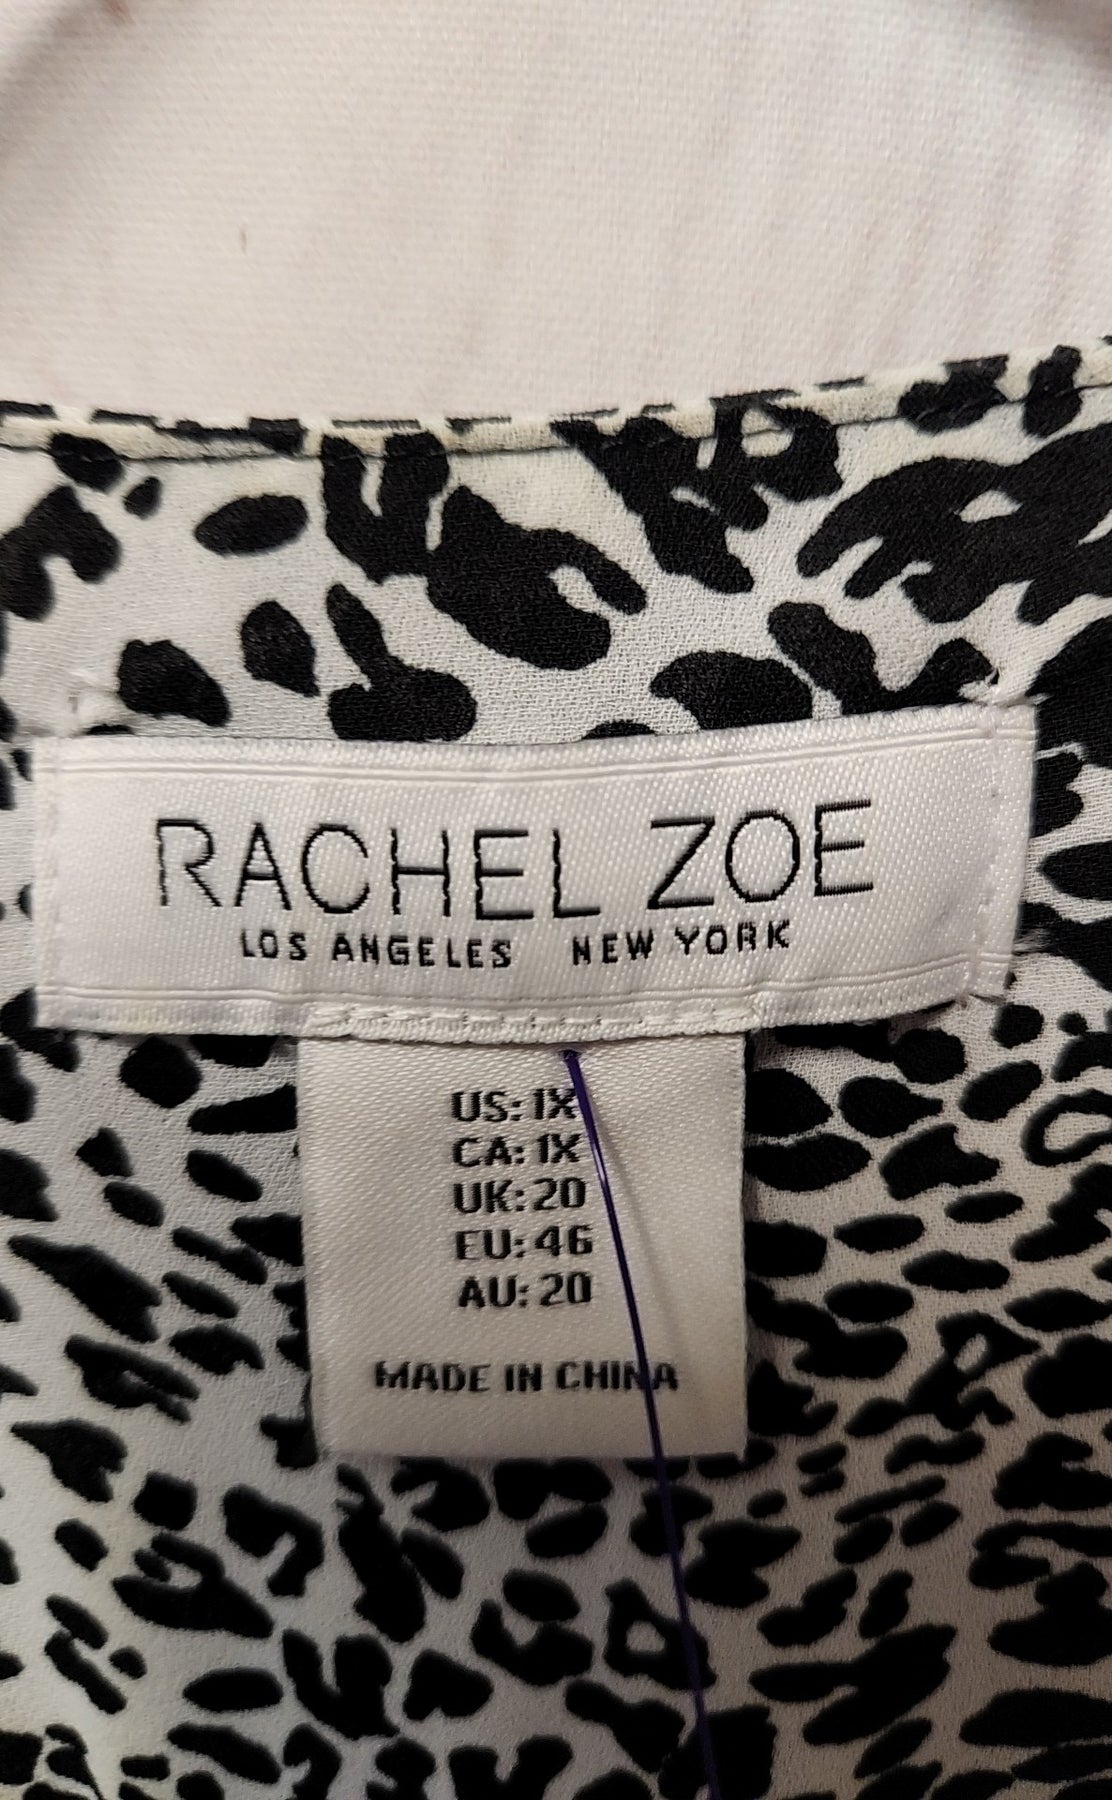 RACHEL ZOE
LOS ANGELES NEW YORK
US: 1X
CA: 1X
UK: 20
EU: 46
AU: 20
MADE IN CHINA